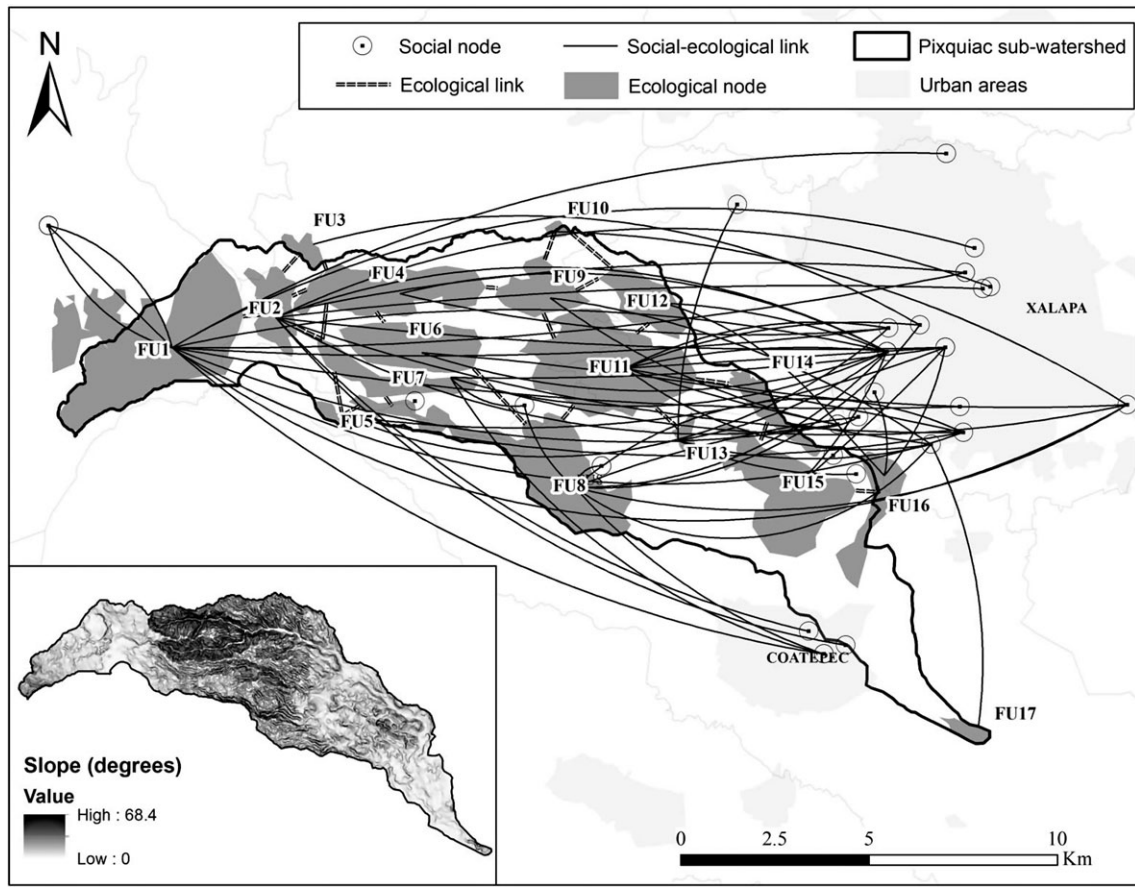 N
Social node
Social-ecological link
Pixquiac sub-watershed
Ecological link
Ecological node
Urban areas
FU3
FU10
FU4
FU9
FU2
FU12
XALAPA
FU6
FU1
FU11
FU14
FU7
FU5
FU13
FU8
FU15
FU16
COATEPEC
FU17
Slope (degrees)
Value
High : 68.4
Low : 0
0 2.5 5 10
Km